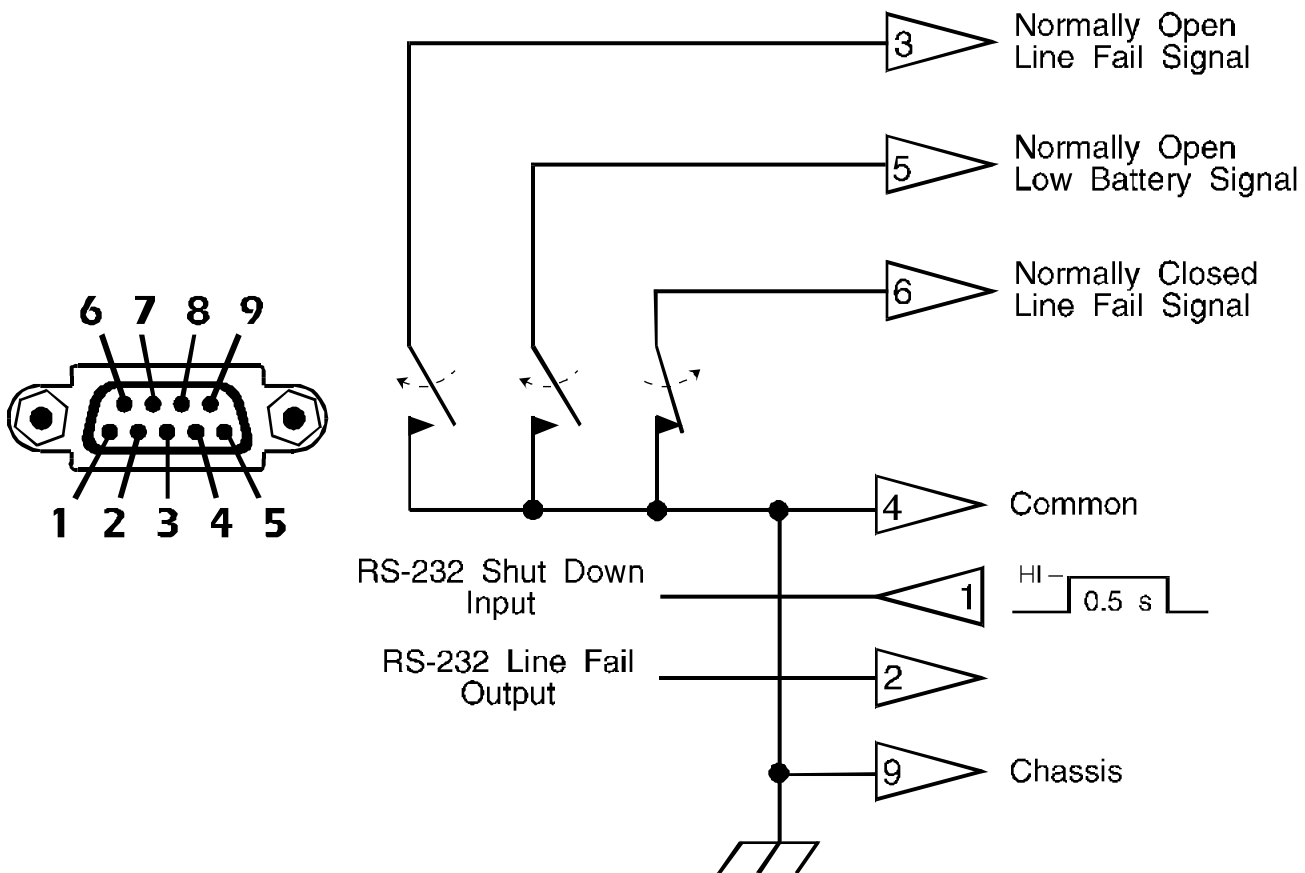 3
Normally Open
Line Fail Signal
5
Normally Open
Low Battery Signal
6
Normally Closed
Line Fail Signal
6 7 8 9
1 2 3 4 5
4
Common
RS-232 Shut Down
Input
1
HI
0.5 s
RS-232 Line Fail
Output
2
9
Chassis